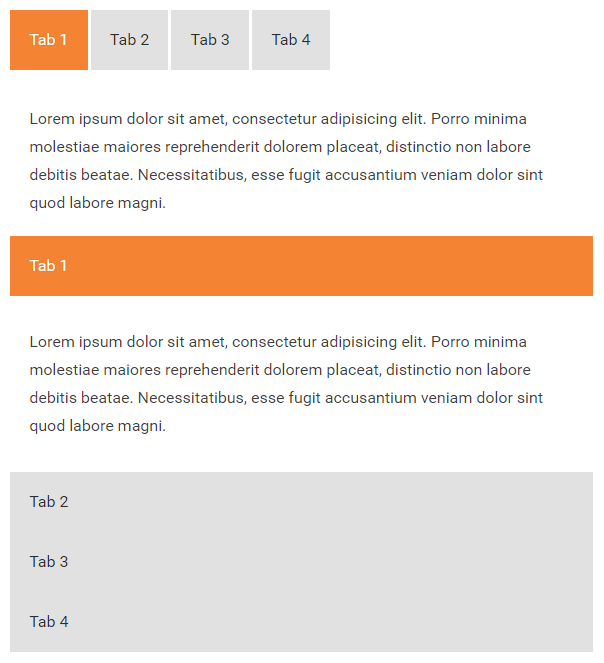 Tab 1 Tab 2 Tab 3 Tab 4
Lorem ipsum dolor sit amet, consectetur adipisicing elit. Porro minima
molestiae maiores reprehenderit dolorem placeat, distinctio non labore
debitis beatae. Necessitatibus, esse fugit accusantium veniam dolor sint
quod labore magni.
Tab 1
Lorem ipsum dolor sit amet, consectetur adipisicing elit. Porro minima
molestiae maiores reprehenderit dolorem placeat, distinctio non labore
debitis beatae. Necessitatibus, esse fugit accusantium veniam dolor sint
quod labore magni.
Tab 2
Tab 3
Tab 4